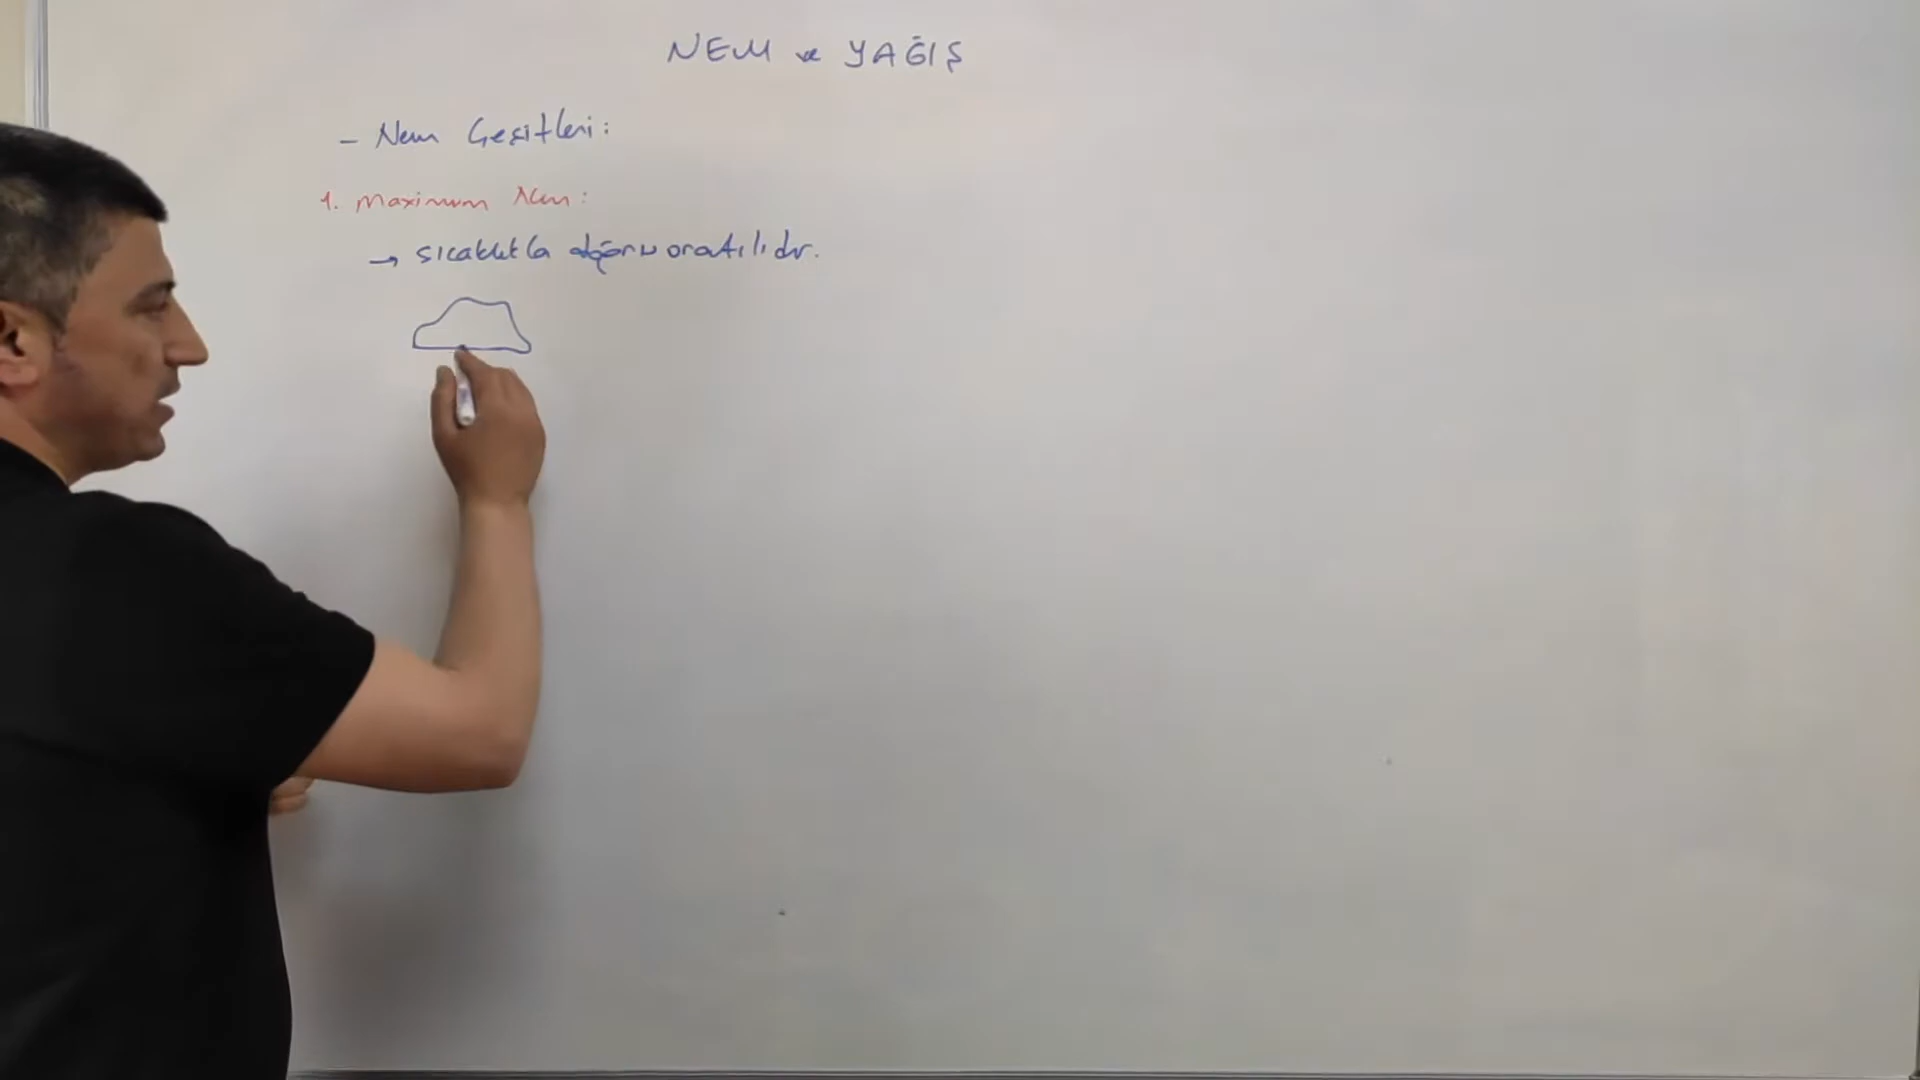 NEM ve YAĞIŞ
- Nem Çeşitleri:
1. Maximum Nem:
→ sıcaklıkla doğru orantılıdır.